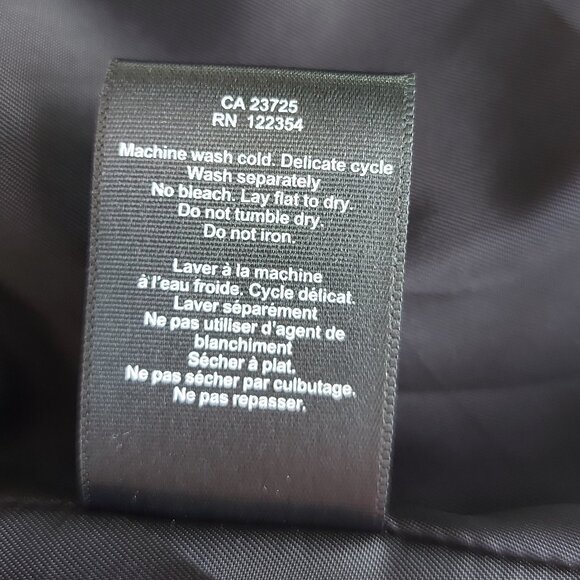 CA 23725
RN 122354
Machine wash cold. Delicate cycle
Wash separately
No bleach. Lay flat to dry.
Do not tumble dry.
Do not iron.
Laver à la machine
à l'eau froide. Cycle délicat.
Laver séparement
Ne pas utiliser d'agent de
blanchiment
Sécher à plat.
Ne pas sécher par culbutage.
Ne pas repasser.